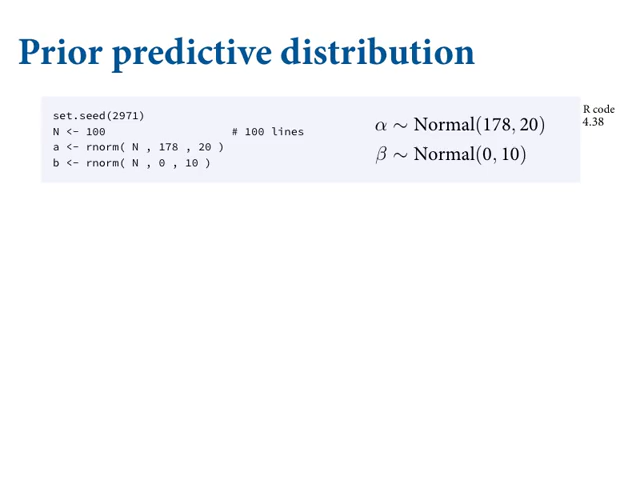 Prior predictive distribution
set.seed(2971)
N <- 100 # 100 lines
a <- rnorm( N , 178 , 20 )
b <- rnorm( N , 0 , 10 )
α ∼ Normal(178, 20)
β ∼ Normal(0, 10)
R code
4.38